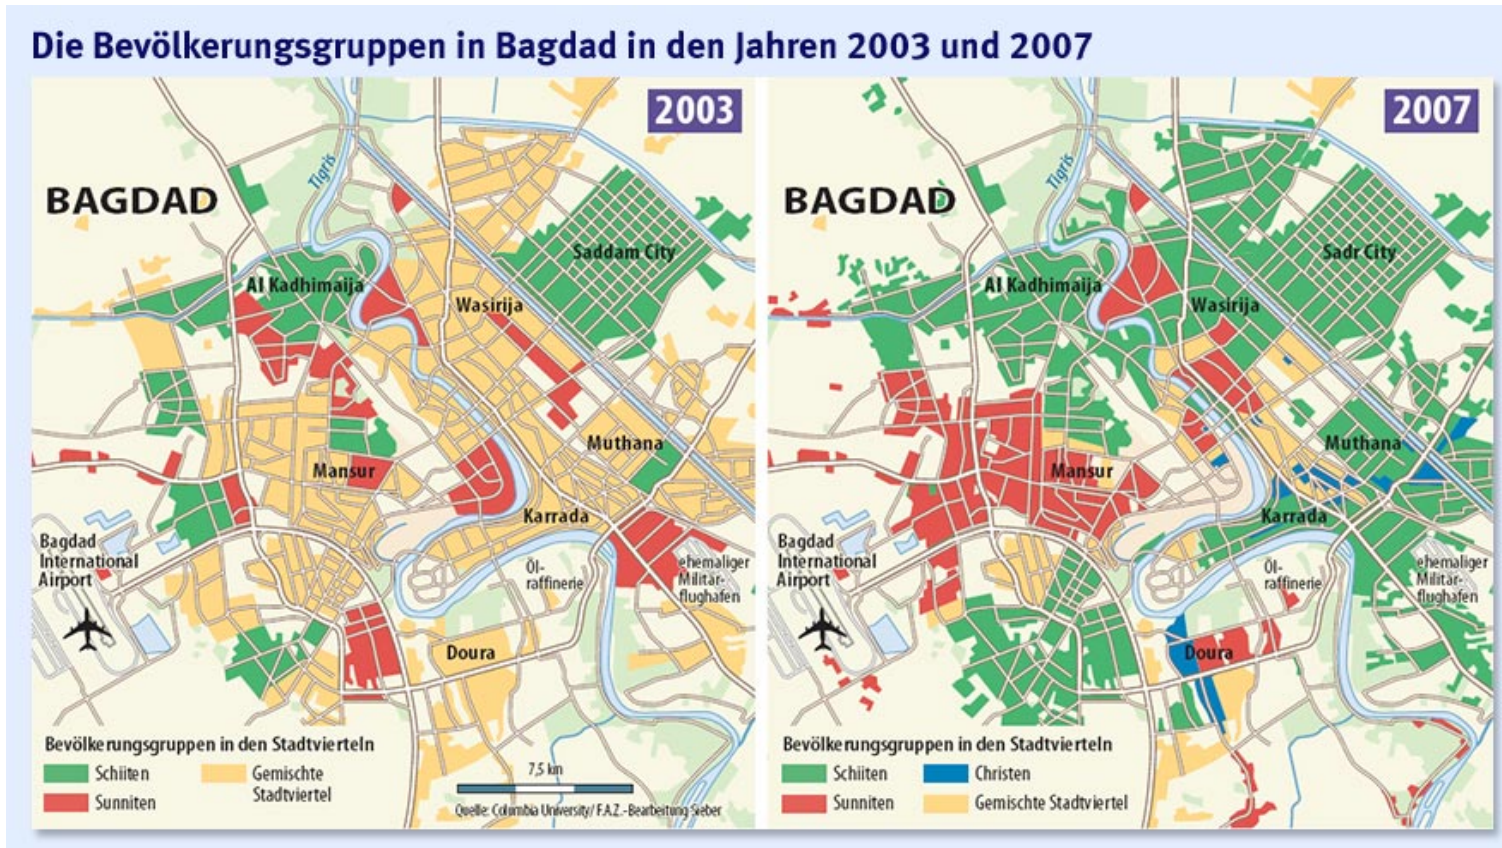 Die Bevölkerungsgruppen in Bagdad in den Jahren 2003 und 2007
2003
Tigris
BAGDAD
Saddam City
Al Kadhimaija
Wasirija
Muthana
Mansur
Karrada
Bagdad
International
Airport
Öl-
raffinerie
ehemaliger
Militär-
flughafen
Doura
Bevölkerungsgruppen in den Stadtvierteln
Schiiten
Sunniten
Gemischte
Stadtviertel
7,5 km
Quelle: Columbia University/ F.A.Z.-Bearbeitung Sieber
2007
Tigris
BAGDAD
Sadr City
Al Kadhimaija
Wasirija
Muthana
Mansur
Karrada
Bagdad
International
Airport
Öl-
raffinerie
ehemaliger
Militär-
flughafen
Doura
Bevölkerungsgruppen in den Stadtvierteln
Schiiten
Sunniten
Christen
Gemischte Stadtviertel